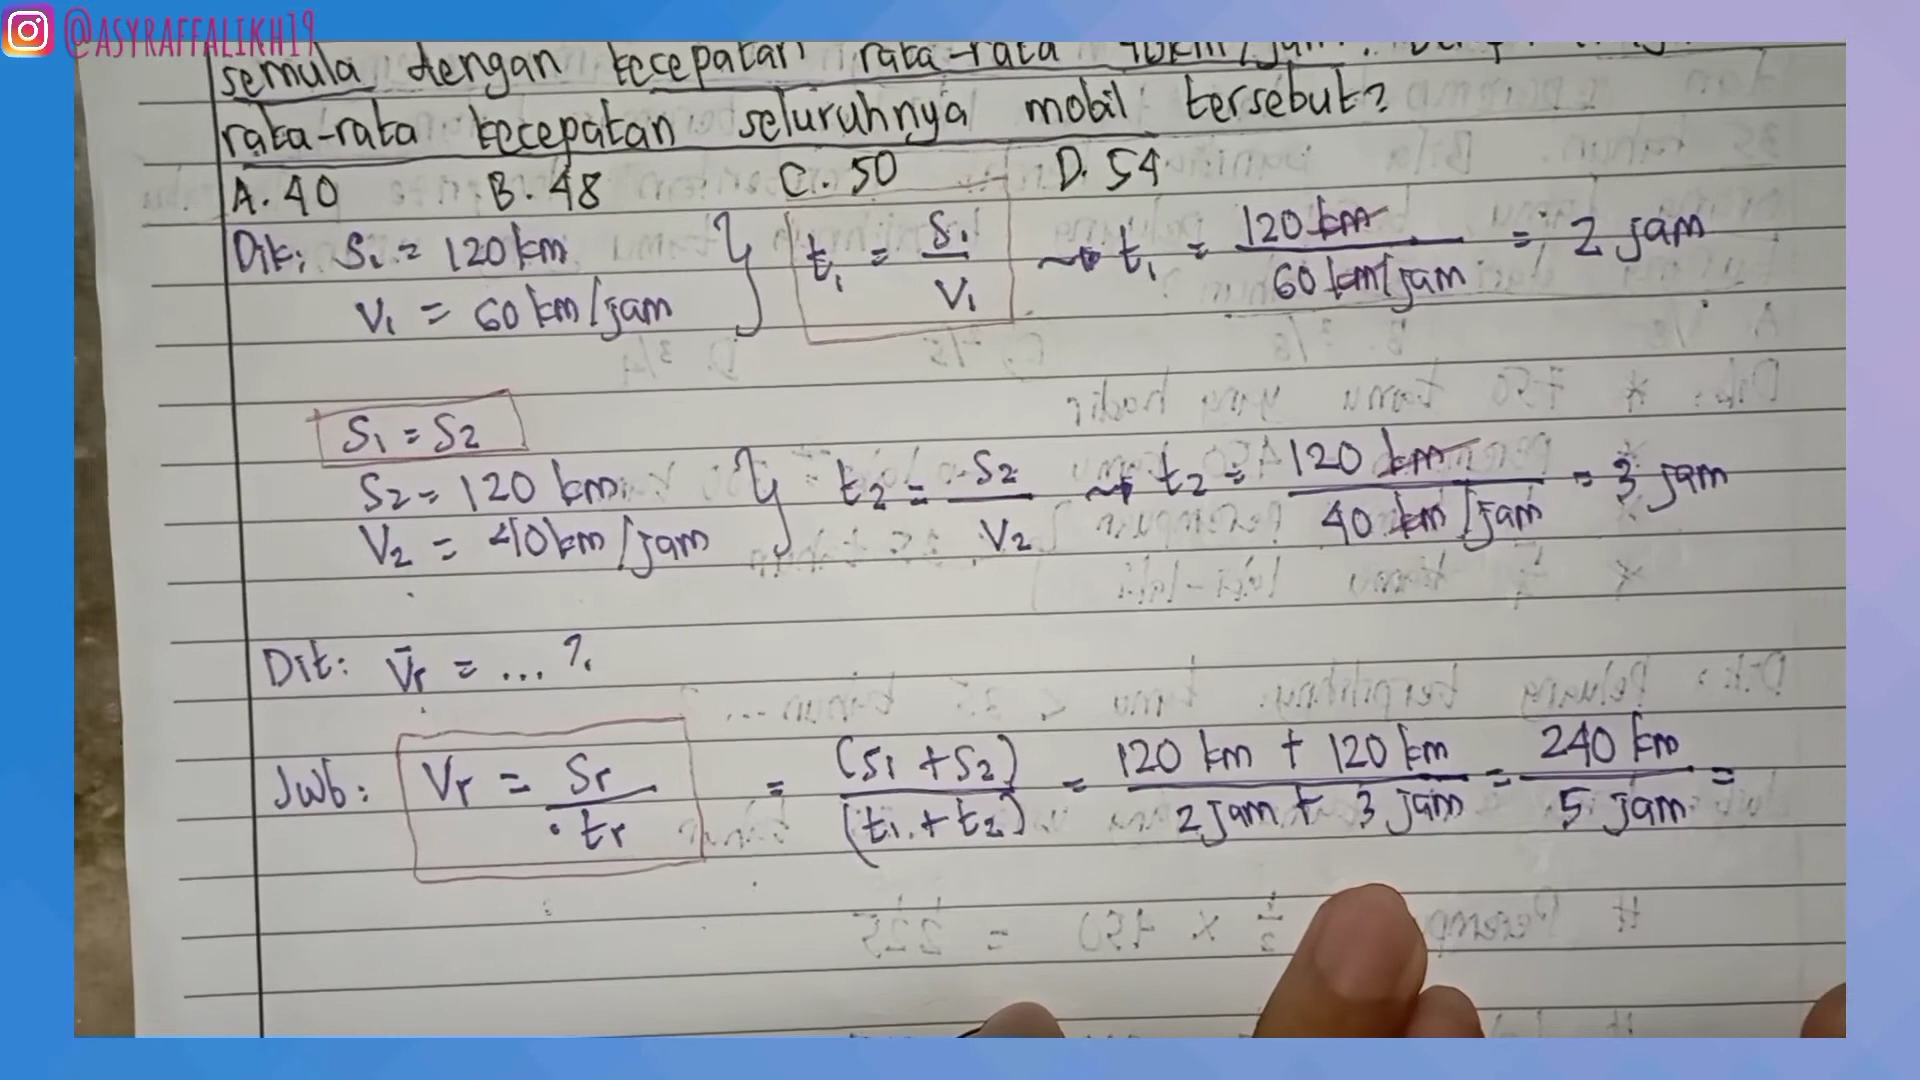 @ASYRAFFALIKH19
semula dengan kecepatan rata-rata 40km/jam.
rata-rata kecepatan seluruhnya mobil tersebut?
A. 40 B. 48 C. 50 D. 54
Dik: S₁ = 120 km } t₁ = S₁/V₁ → t₁ = 120 km / 60 km/jam = 2 jam
V₁ = 60 km/jam
S₁ = S₂
S₂ = 120 km } t₂ = S₂/V₂ → t₂ = 120 km / 40 km/jam = 3 jam
V₂ = 40km/jam
Dit: V̄r = ... ?
Jwb: Vr = Sr/tr = (S₁ + S₂)/(t₁ + t₂) = 120 km + 120 km / 2 jam + 3 jam = 240 km / 5 jam =